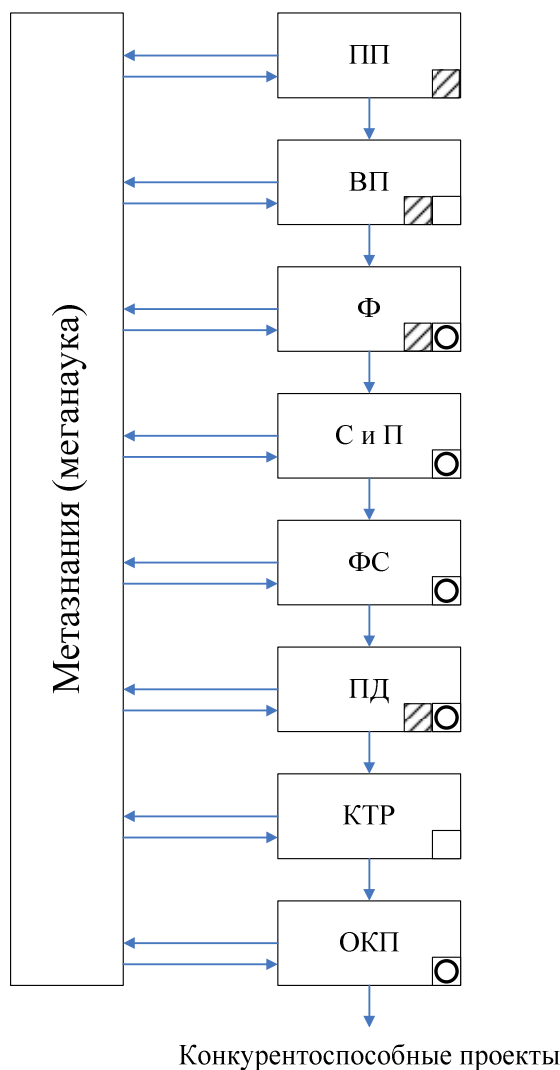 Метазнания (меганаука)
ПП
ВП
Ф
С и П
ФС
ПД
КТР
ОКП
Конкурентоспособные проекты